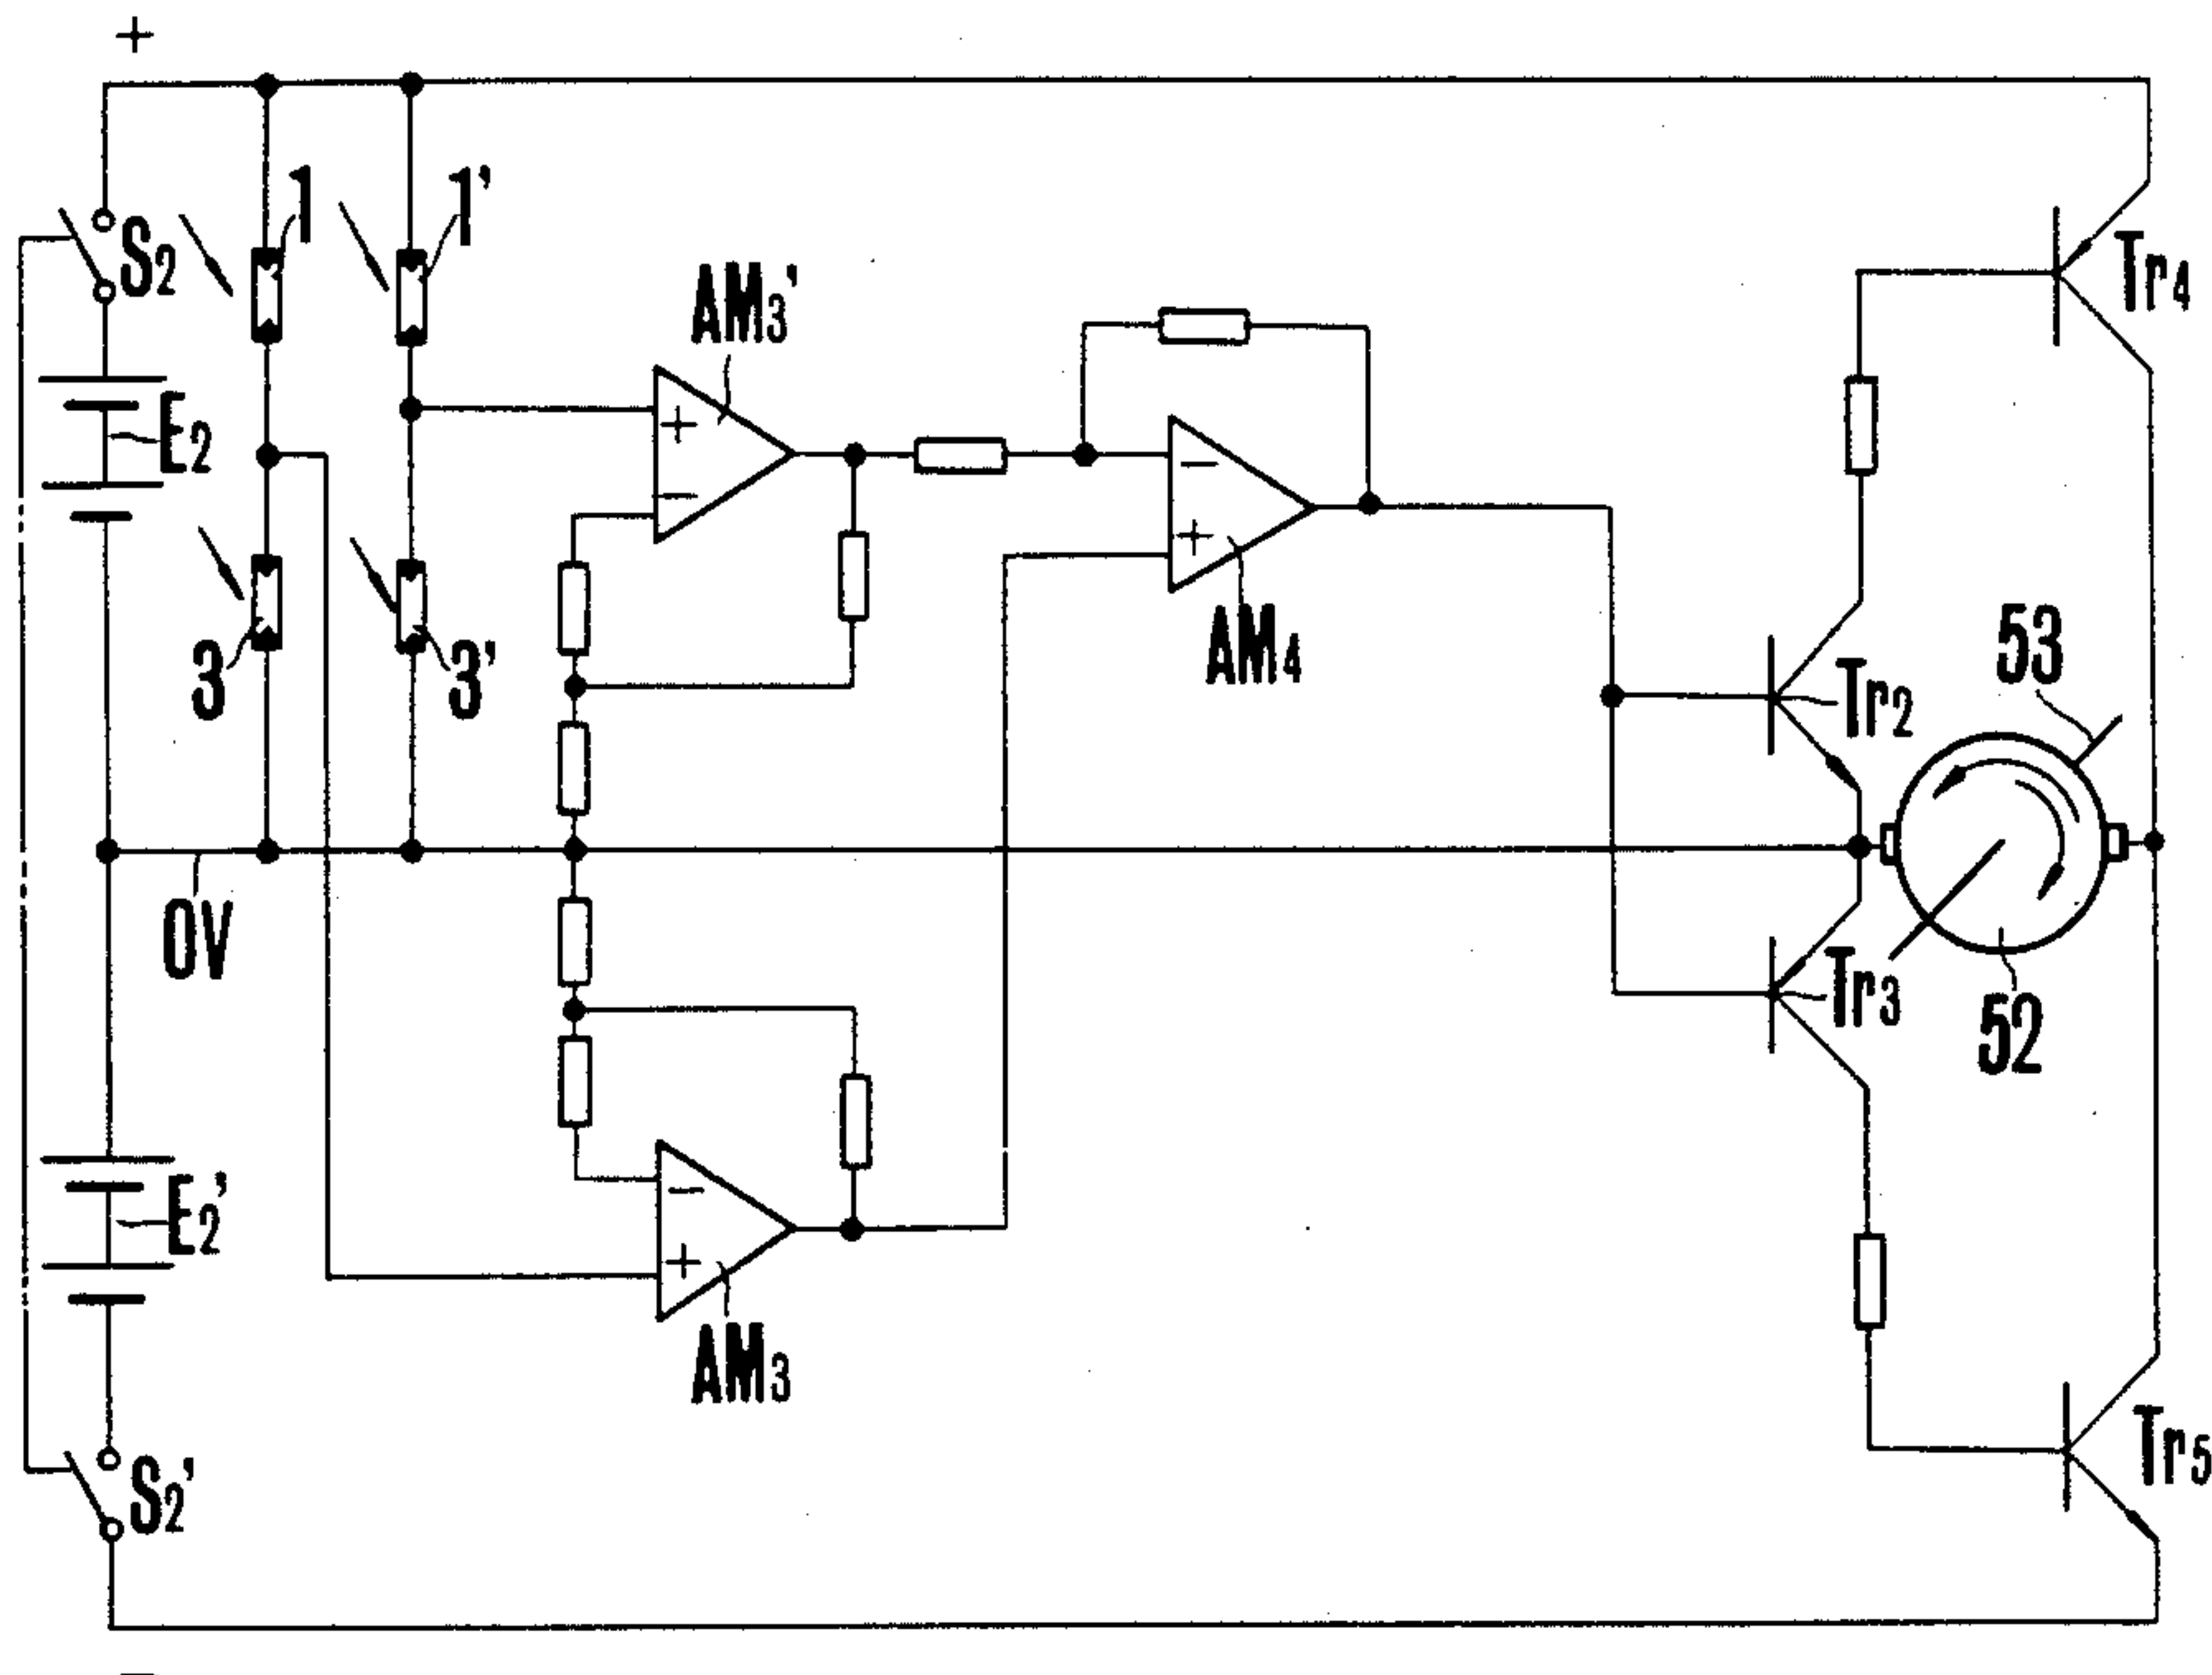 +
1
1'
S2
AM3'
Tr4
E2
+
−
−
+
3
3'
AM4
53
Tr2
0V
Tr3
52
E2'
−
+
AM3
S2'
Tr5
−